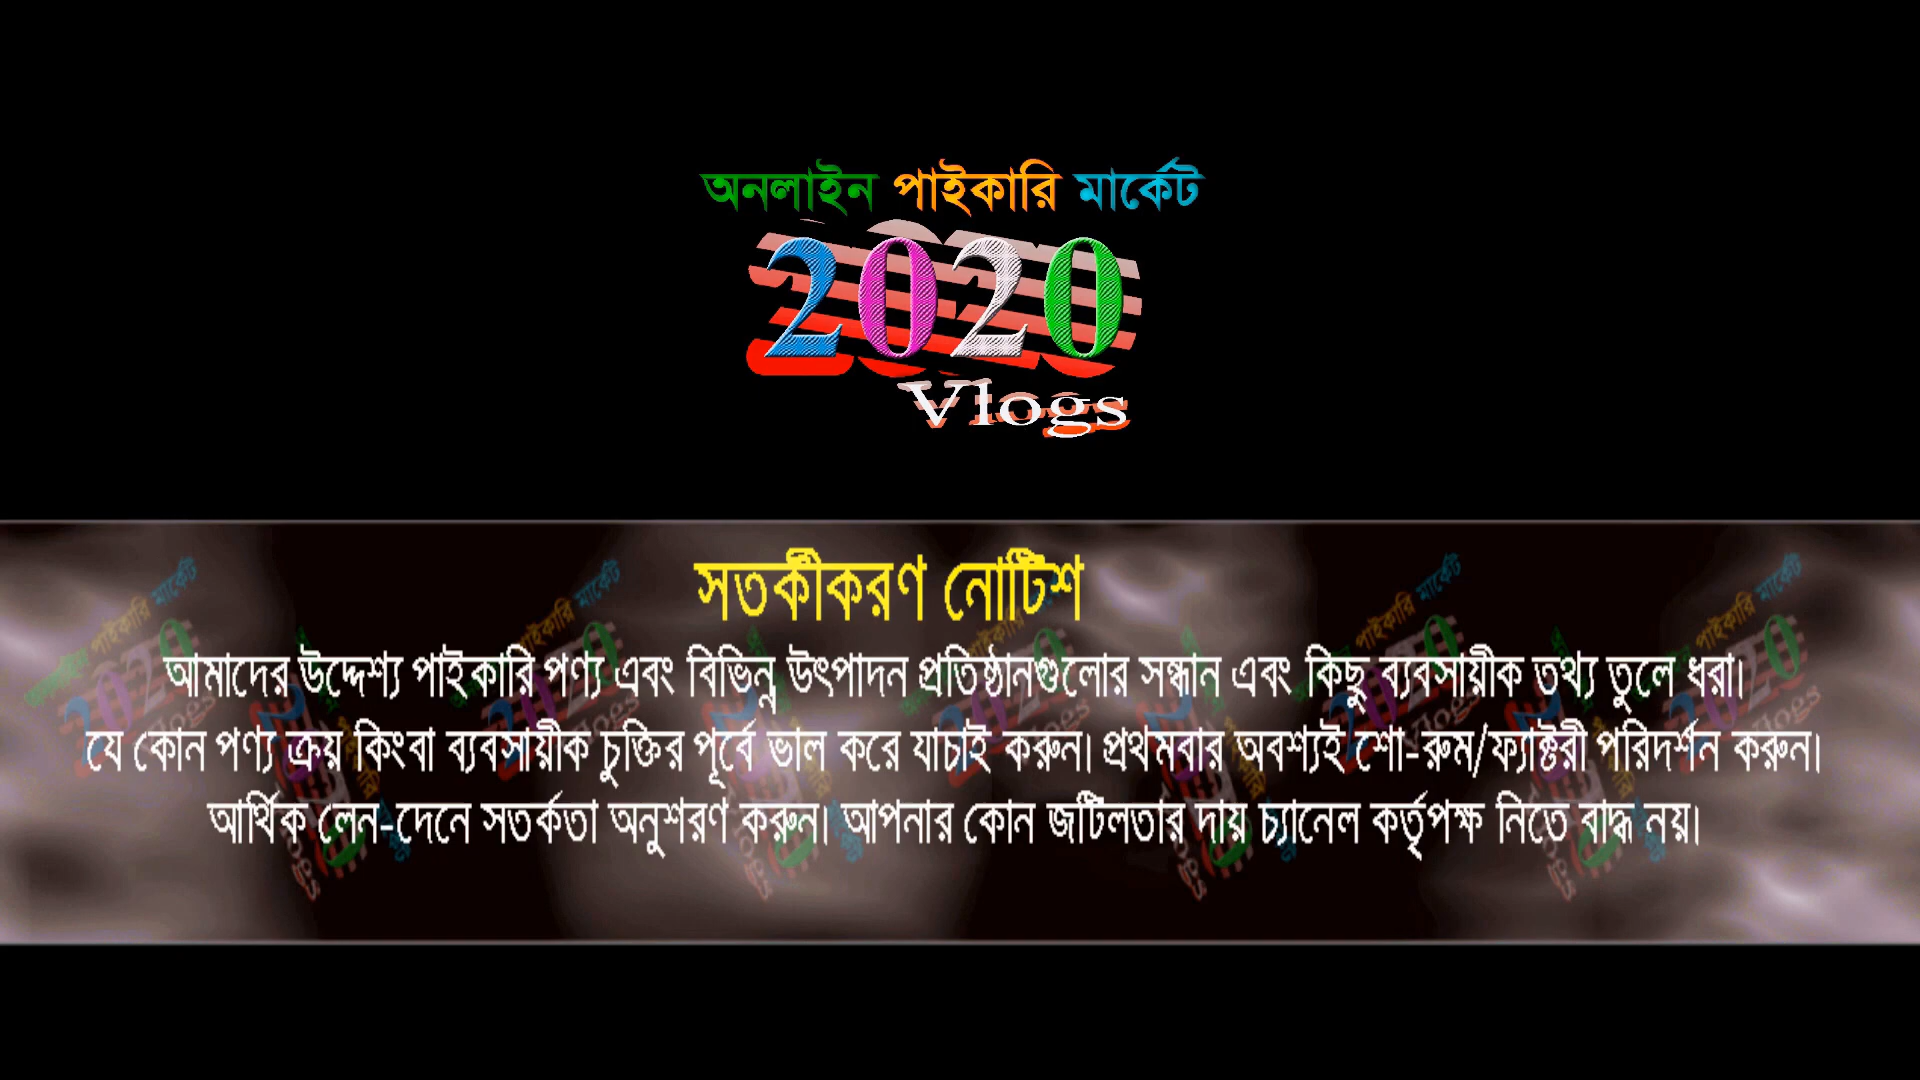 অনলাইন পাইকারি মার্কেট
2020
Vlogs
সতর্কীকরণ নোটিশ
আমাদের উদ্দেশ্য পাইকারি পণ্য এবং বিভিন্ন উৎপাদন প্রতিষ্ঠানগুলোর সন্ধান এবং কিছু ব্যবসায়ীক তথ্য তুলে ধরা।
যে কোন পণ্য ক্রয় কিংবা ব্যবসায়ীক চুক্তির পূর্বে ভাল করে যাচাই করুন। প্রথমবার অবশ্যই শো-রুম/ফ্যাক্টরী পরিদর্শন করুন।
আর্থিক লেন-দেনে সতর্কতা অনুশরণ করুন। আপনার কোন জটিলতার দায় চ্যানেল কর্তৃপক্ষ নিতে বাদ্ধ নয়।